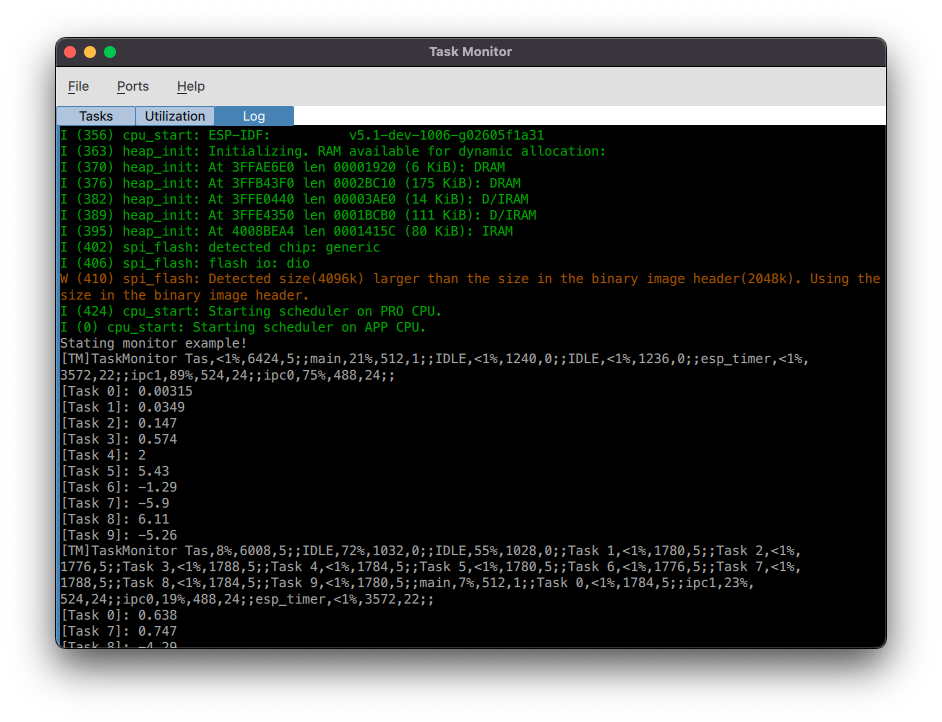 Task Monitor
File Ports Help
Tasks Utilization Log
I (356) cpu_start: ESP-IDF:          v5.1-dev-1006-g02605f1a31
I (363) heap_init: Initializing. RAM available for dynamic allocation:
I (370) heap_init: At 3FFAE6E0 len 00001920 (6 KiB): DRAM
I (376) heap_init: At 3FFB43F0 len 0002BC10 (175 KiB): DRAM
I (382) heap_init: At 3FFE0440 len 00003AE0 (14 KiB): D/IRAM
I (389) heap_init: At 3FFE4350 len 0001BCB0 (111 KiB): D/IRAM
I (395) heap_init: At 4008BEA4 len 0001415C (80 KiB): IRAM
I (402) spi_flash: detected chip: generic
I (406) spi_flash: flash io: dio
W (410) spi_flash: Detected size(4096k) larger than the size in the binary image header(2048k). Using the
size in the binary image header.
I (424) cpu_start: Starting scheduler on PRO CPU.
I (0) cpu_start: Starting scheduler on APP CPU.
Stating monitor example!
[TM]TaskMonitor Tas,<1%,6424,5;;main,21%,512,1;;IDLE,<1%,1240,0;;IDLE,<1%,1236,0;;esp_timer,<1%,
3572,22;;ipc1,89%,524,24;;ipc0,75%,488,24;;
[Task 0]: 0.00315
[Task 1]: 0.0349
[Task 2]: 0.147
[Task 3]: 0.574
[Task 4]: 2
[Task 5]: 5.43
[Task 6]: -1.29
[Task 7]: -5.9
[Task 8]: 6.11
[Task 9]: -5.26
[TM]TaskMonitor Tas,8%,6008,5;;IDLE,72%,1032,0;;IDLE,55%,1028,0;;Task 1,<1%,1780,5;;Task 2,<1%,
1776,5;;Task 3,<1%,1788,5;;Task 4,<1%,1784,5;;Task 5,<1%,1780,5;;Task 6,<1%,1776,5;;Task 7,<1%,
1788,5;;Task 8,<1%,1784,5;;Task 9,<1%,1780,5;;main,7%,512,1;;Task 0,<1%,1784,5;;ipc1,23%,
524,24;;ipc0,19%,488,24;;esp_timer,<1%,3572,22;;
[Task 0]: 0.638
[Task 7]: 0.747
[Task 8]: -4.29